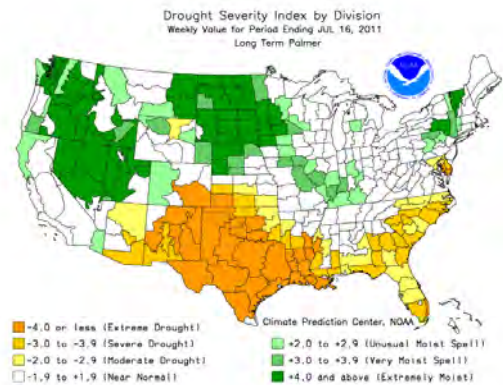 Drought Severity Index by Division
Weekly Value for Period Ending JUL 16, 2011
Long Term Palmer
NOAA
Climate Prediction Center, NOAA
-4.0 or less (Extreme Drought)
-3.0 to -3.9 (Severe Drought)
-2.0 to -2.9 (Moderate Drought)
-1.9 to +1.9 (Near Normal)
+2.0 to +2.9 (Unusual Moist Spell)
+3.0 to +3.9 (Very Moist Spell)
+4.0 and above (Extremely Moist)